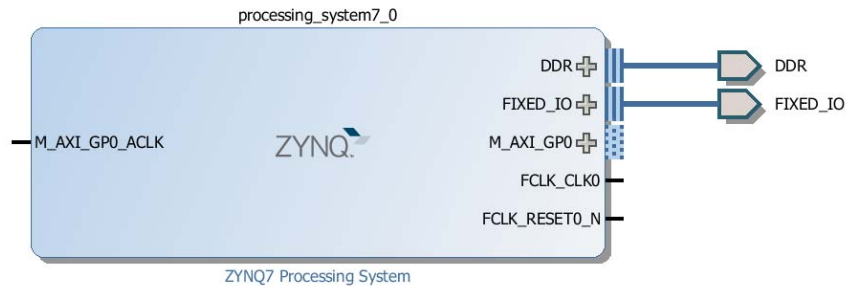 processing_system7_0
DDR
DDR
FIXED_IO
FIXED_IO
M_AXI_GP0_ACLK
ZYNQ.
M_AXI_GP0
FCLK_CLK0
FCLK_RESET0_N
ZYNQ7 Processing System